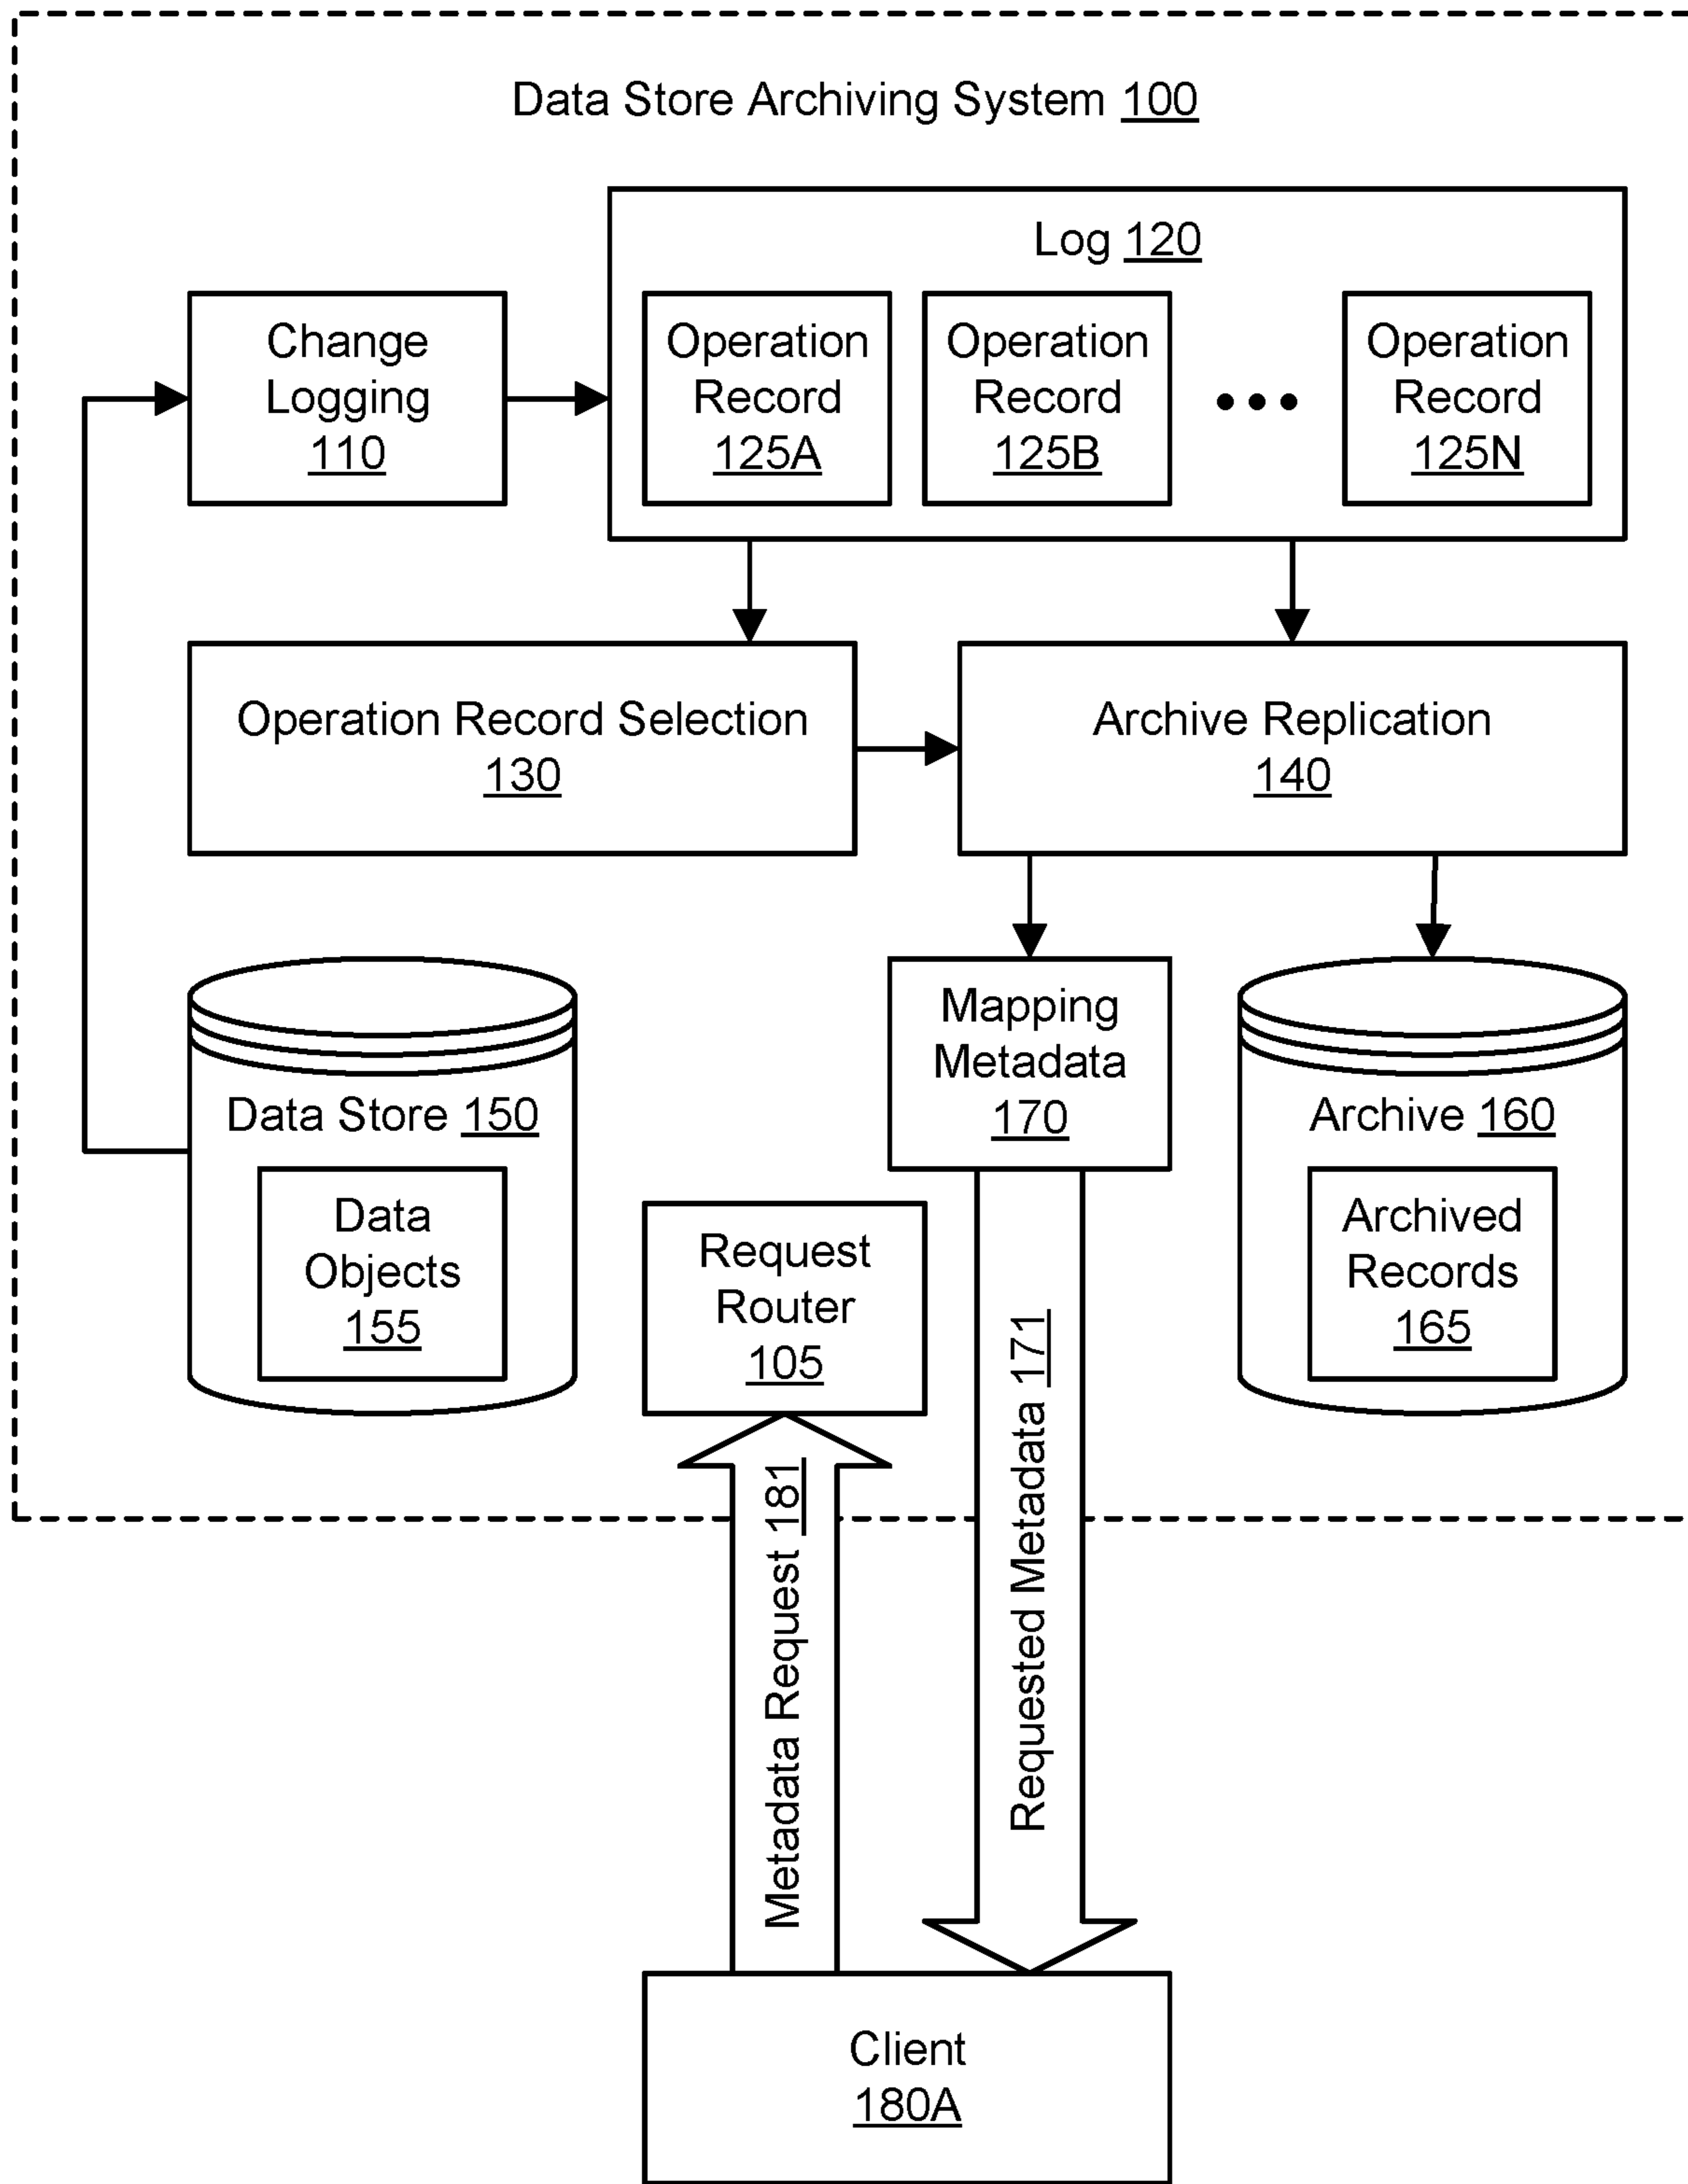 Data Store Archiving System 100
Log 120
Change
Logging
110
Operation
Record
125A
Operation
Record
125B
•••
Operation
Record
125N
Operation Record Selection
130
Archive Replication
140
Data Store 150
Data
Objects
155
Mapping
Metadata
170
Archive 160
Archived
Records
165
Request
Router
105
Metadata Request 181
Requested Metadata 171
Client
180A